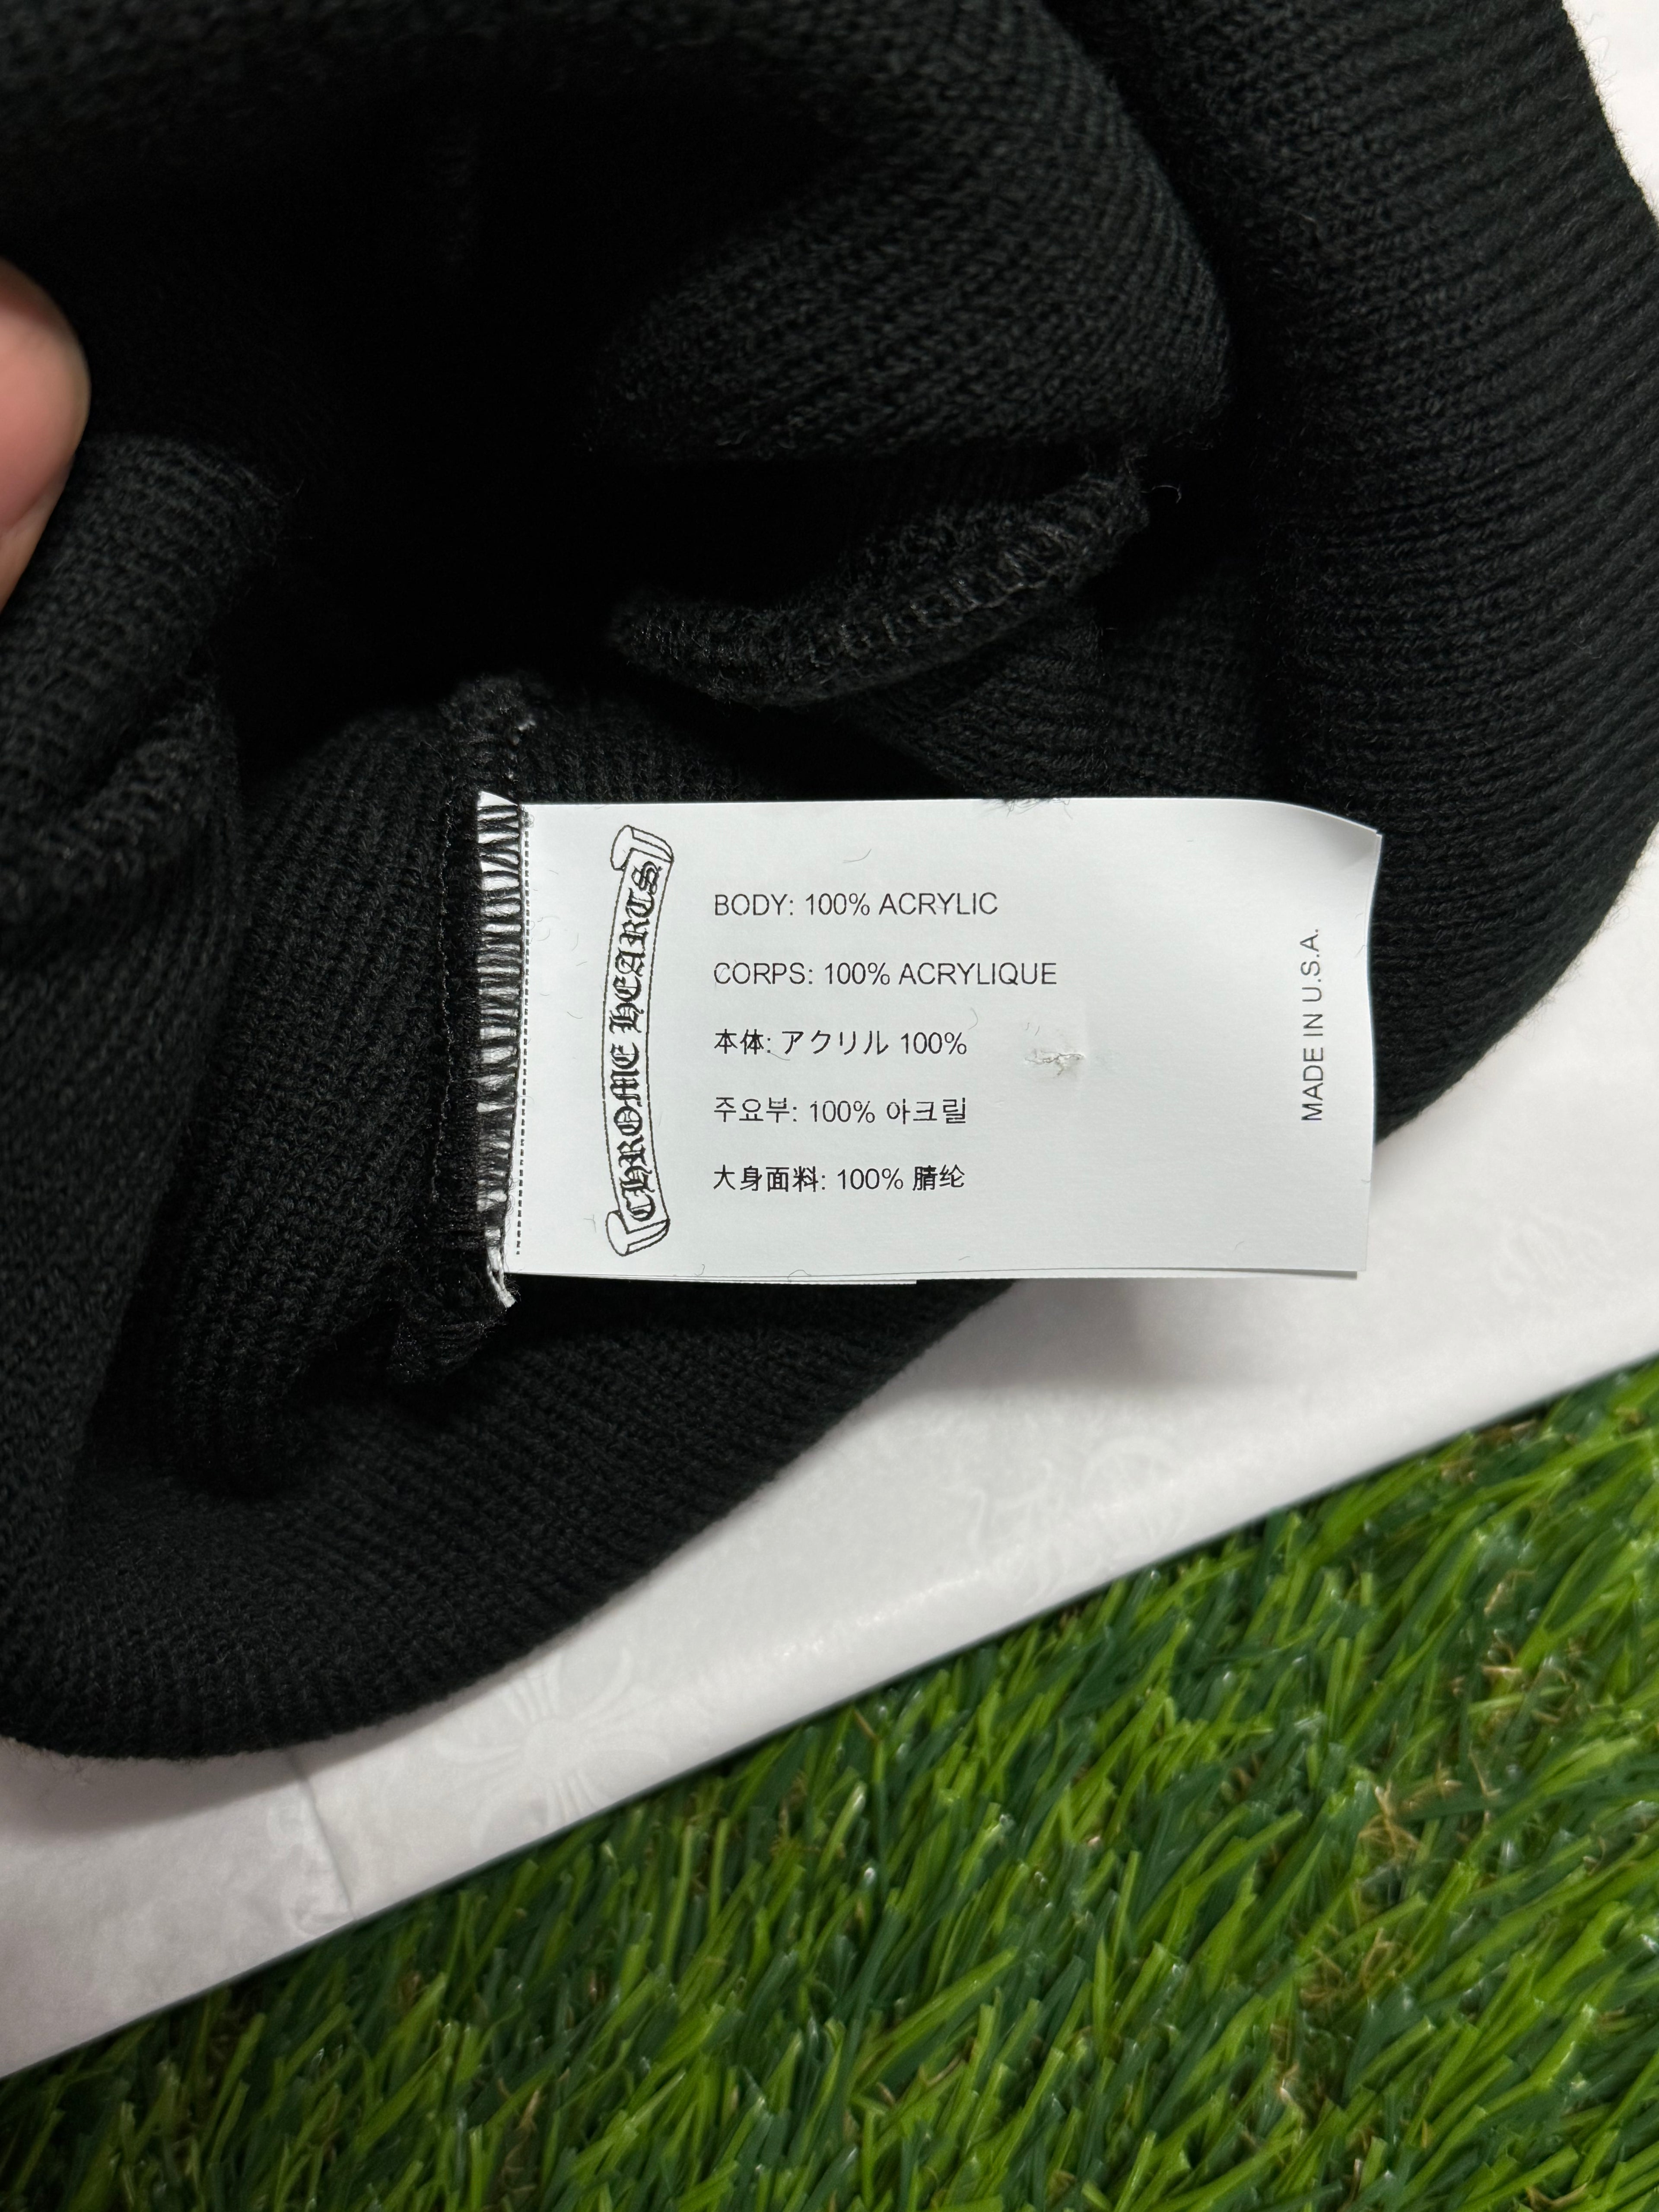 CHROME HEARTS
BODY: 100% ACRYLIC
CORPS: 100% ACRYLIQUE
本体: アクリル 100%
주요부: 100% 아크릴
大身面料: 100% 腈纶
MADE IN U.S.A.